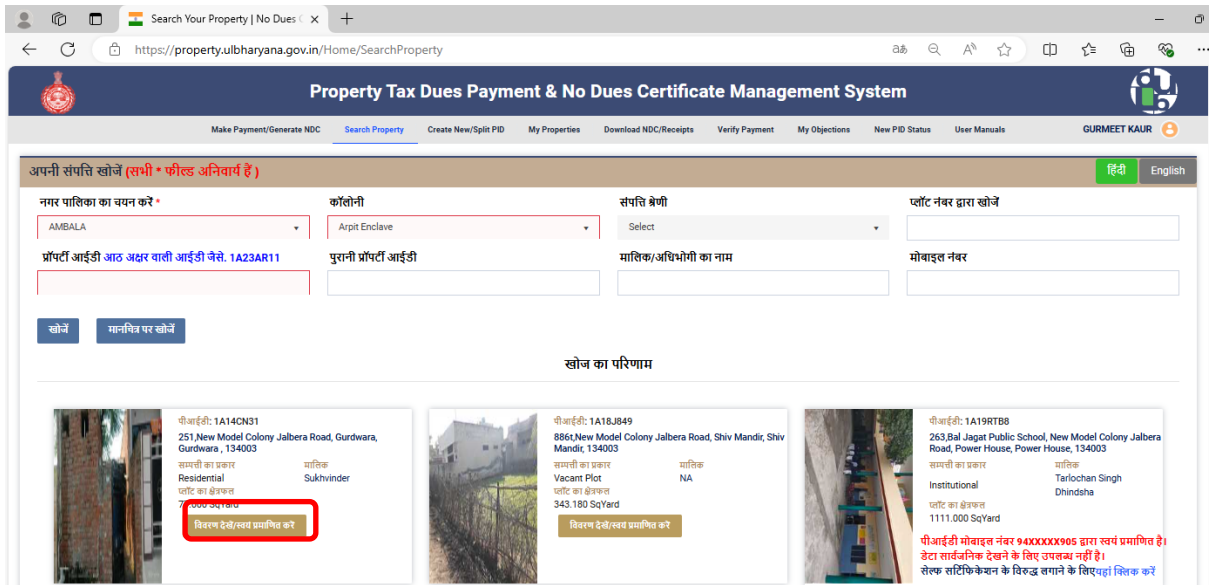 Search Your Property | No Dues (
https://property.ulbharyana.gov.in/Home/SearchProperty
Property Tax Dues Payment & No Dues Certificate Management System
Make Payment/Generate NDC Search Property Create New/Split PID My Properties Download NDC/Receipts Verify Payment My Objections New PID Status User Manuals GURMEET KAUR
अपनी संपत्ति खोजें (सभी * फील्ड अनिवार्य हैं ) हिंदी English
नगर पालिका का चयन करें * कॉलोनी संपत्ति श्रेणी प्लॉट नंबर द्वारा खोजें
AMBALA Arpit Enclave Select
प्रॉपर्टी आईडी आठ अक्षर वाली आईडी जैसे. 1A23AR11 पुरानी प्रॉपर्टी आईडी मालिक/अधिभोगी का नाम मोबाइल नंबर
खोजें मानचित्र पर खोजें
खोज का परिणाम
पीआईडी: 1A14CN31
251,New Model Colony Jalbera Road, Gurdwara,
Gurdwara , 134003
सम्पत्ती का प्रकार मालिक
Residential Sukhvinder
प्लॉट का क्षेत्रफल
SqYard
विवरण देखें/स्वयं प्रमाणित करें
पीआईडी: 1A18J849
886t,New Model Colony Jalbera Road, Shiv Mandir, Shiv
Mandir, 134003
सम्पत्ती का प्रकार मालिक
Vacant Plot NA
प्लॉट का क्षेत्रफल
343.180 SqYard
विवरण देखें/स्वयं प्रमाणित करें
पीआईडी: 1A19RTB8
263,Bal Jagat Public School, New Model Colony Jalbera
Road, Power House, Power House, 134003
सम्पत्ती का प्रकार मालिक
Institutional Tarlochan Singh
Dhindsha
प्लॉट का क्षेत्रफल
1111.000 SqYard
पीआईडी मोबाइल नंबर 94XXXXX905 द्वारा स्वयं प्रमाणित है।
डेटा सार्वजनिक देखने के लिए उपलब्ध नहीं है।
सेल्फ सर्टिफिकेशन के विरुद्ध लगाने के लिएयहां क्लिक करें